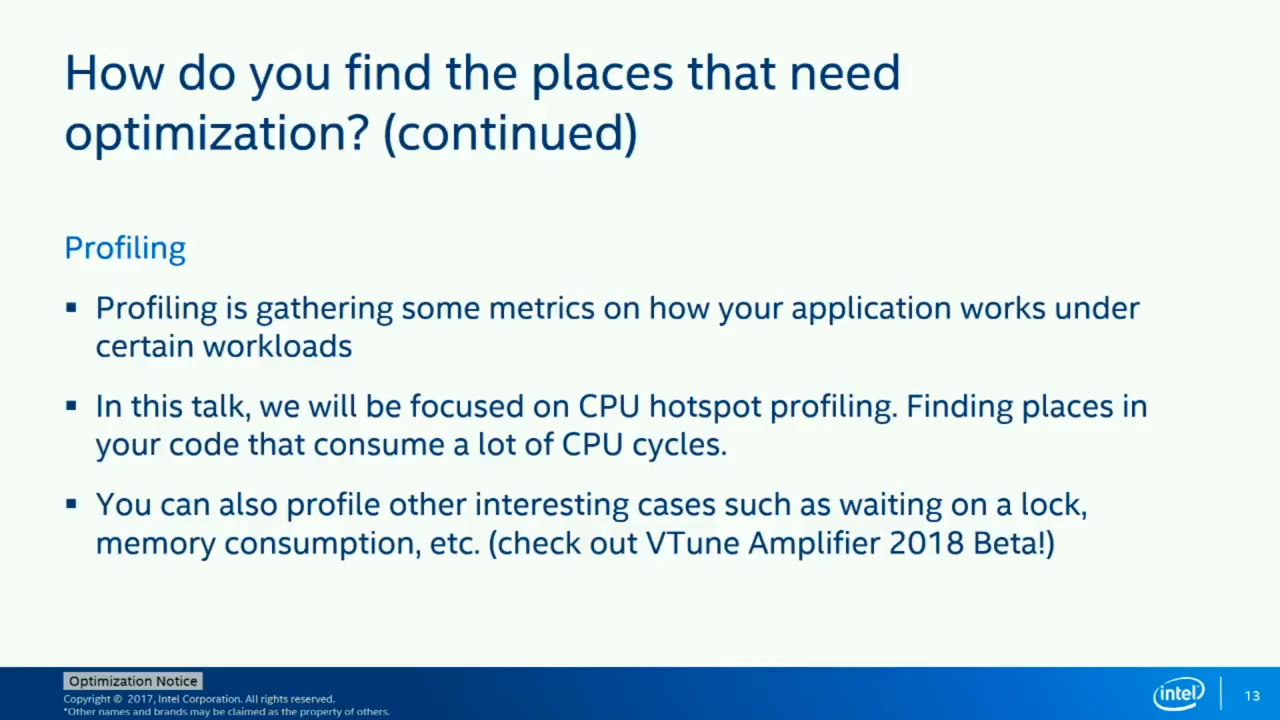 How do you find the places that need
optimization? (continued)
Profiling
▪ Profiling is gathering some metrics on how your application works under
certain workloads
▪ In this talk, we will be focused on CPU hotspot profiling. Finding places in
your code that consume a lot of CPU cycles.
▪ You can also profile other interesting cases such as waiting on a lock,
memory consumption, etc. (check out VTune Amplifier 2018 Beta!)
Optimization Notice
Copyright © 2017, Intel Corporation. All rights reserved.
*Other names and brands may be claimed as the property of others.
intel
13